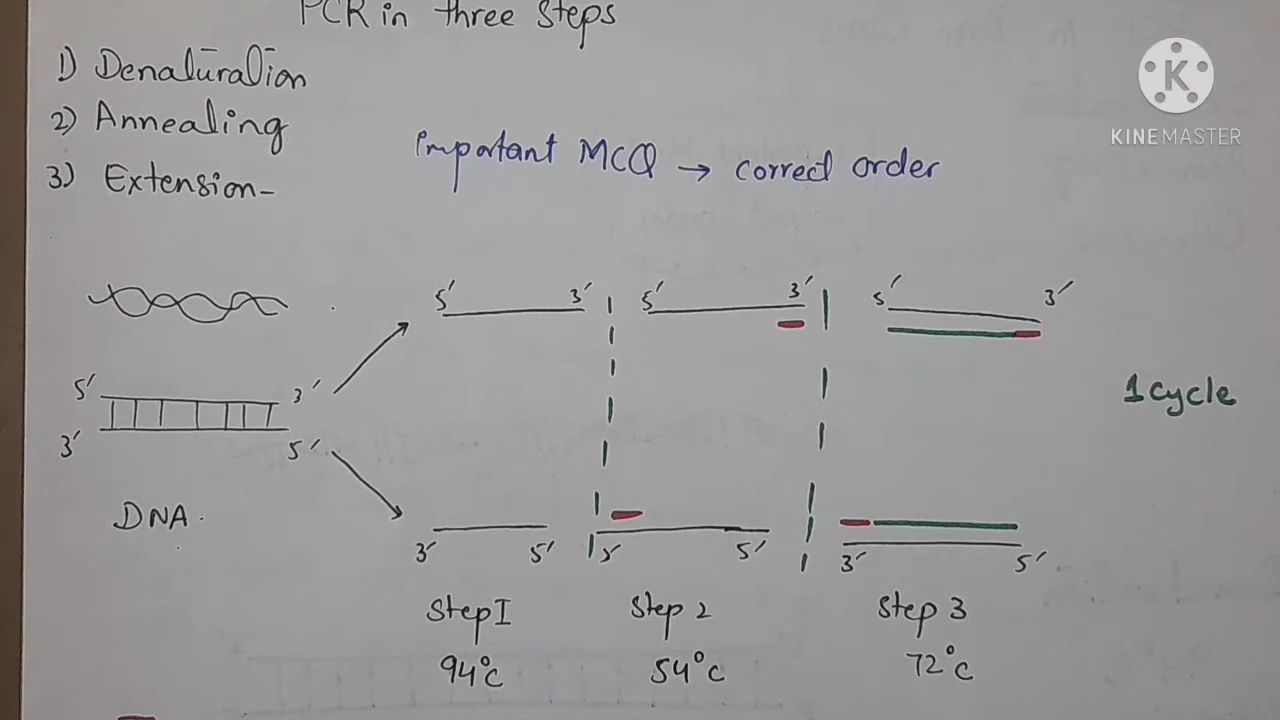 PCR in three Steps
1) Denaturation
2) Annealing
3) Extension-
Important MCQ → correct order
KINEMASTER
5' 3' 5' 3' 5' 3'
5' 3'
3' 5'
1 cycle
DNA.
3' 5' 5' 5' 3' 5'
Step I Step 2 Step 3
94°c 54°c 72°c